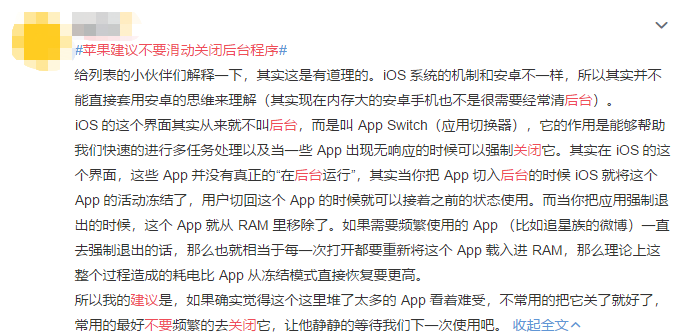 #苹果建议不要滑动关闭后台程序#
给列表的小伙伴们解释一下，其实这是有道理的。iOS 系统的机制和安卓不一样，所以其实并不
能直接套用安卓的思维来理解（其实现在内存大的安卓手机也不是很需要经常清后台）。
iOS 的这个界面其实从来就不叫后台，而是叫 App Switch（应用切换器），它的作用是能够帮助
我们快速的进行多任务处理以及当一些 App 出现无响应的时候可以强制关闭它。其实在 iOS 的这
个界面，这些 App 并没有真正的“在后台运行”，其实当你把 App 切入后台的时候 iOS 就将这个
App 的活动冻结了，用户切回这个 App 的时候就可以接着之前的状态使用。而当你把应用强制退
出的时候，这个 App 就从 RAM 里移除了。如果需要频繁使用的 App （比如追星族的微博）一直
去强制退出的话，那么也就相当于每一次打开都要重新将这个 App 载入进 RAM，那么理论上这
整个过程造成的耗电比 App 从冻结模式直接恢复要更高。
所以我的建议是，如果确实觉得这个这里堆了太多的 App 看着难受，不常用的把它关了就好了，
常用的最好不要频繁的去关闭它，让他静静的等待我们下一次使用吧。 收起全文